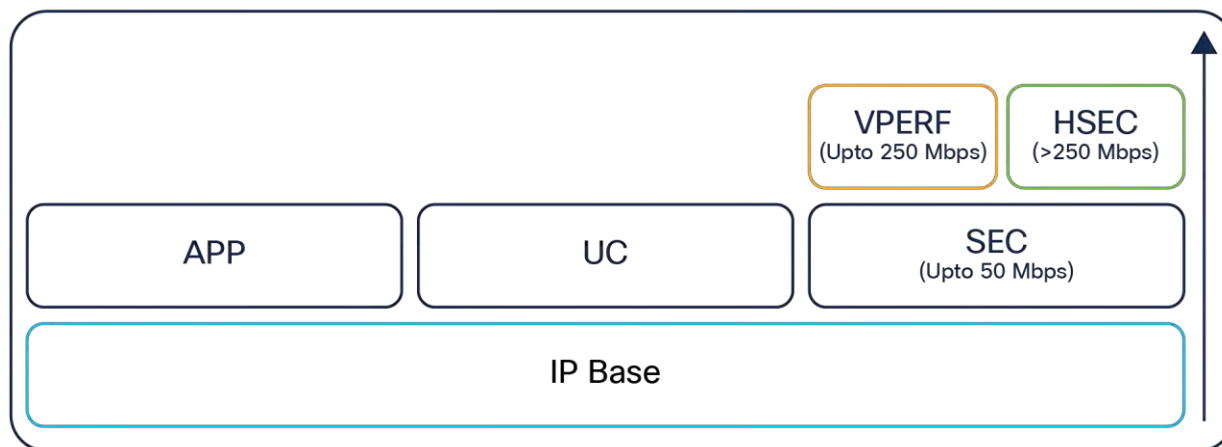 VPERF
(Upto 250 Mbps)
HSEC
(>250 Mbps)
APP
UC
SEC
(Upto 50 Mbps)
IP Base